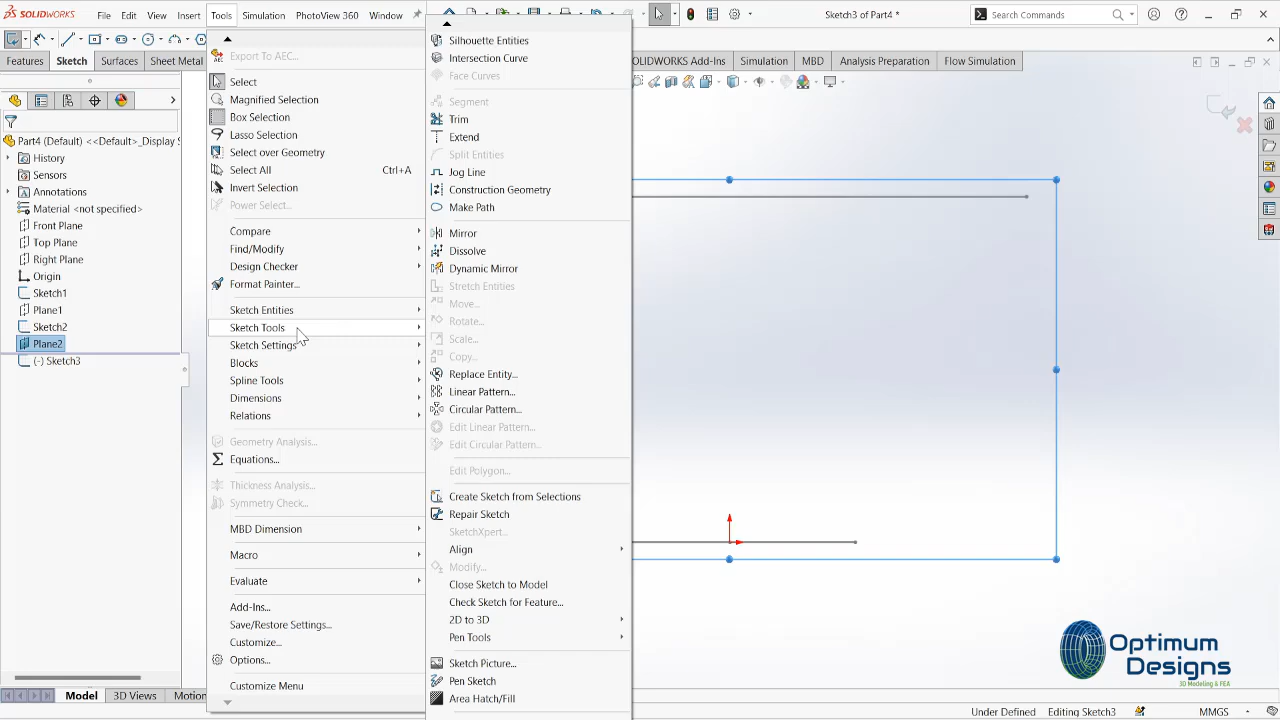 SOLIDWORKS File Edit View Insert Tools Simulation PhotoView 360 Window Sketch3 of Part4 * Search Commands
Features Sketch Surfaces Sheet Metal OLIDWORKS Add-Ins Simulation MBD Analysis Preparation Flow Simulation
Part4 (Default) <<Default>_Display S
History
Sensors
Annotations
Material <not specified>
Front Plane
Top Plane
Right Plane
Origin
Sketch1
Plane1
Sketch2
Plane2
(-) Sketch3
Export To AEC...
Select
Magnified Selection
Box Selection
Lasso Selection
Select over Geometry
Select All Ctrl+A
Invert Selection
Power Select...
Compare
Find/Modify
Design Checker
Format Painter...
Sketch Entities
Sketch Tools
Sketch Settings
Blocks
Spline Tools
Dimensions
Relations
Geometry Analysis...
Equations...
Thickness Analysis...
Symmetry Check...
MBD Dimension
Macro
Evaluate
Add-Ins...
Save/Restore Settings...
Customize...
Options...
Customize Menu
Silhouette Entities
Intersection Curve
Face Curves
Segment
Trim
Extend
Split Entities
Jog Line
Construction Geometry
Make Path
Mirror
Dissolve
Dynamic Mirror
Stretch Entities
Move...
Rotate...
Scale...
Copy...
Replace Entity...
Linear Pattern...
Circular Pattern...
Edit Linear Pattern...
Edit Circular Pattern...
Edit Polygon...
Create Sketch from Selections
Repair Sketch
SketchXpert...
Align
Modify...
Close Sketch to Model
Check Sketch for Feature...
2D to 3D
Pen Tools
Sketch Picture...
Pen Sketch
Area Hatch/Fill
Optimum
Designs
3D Modeling & FEA
Model 3D Views Motion
Under Defined Editing Sketch3 MMGS